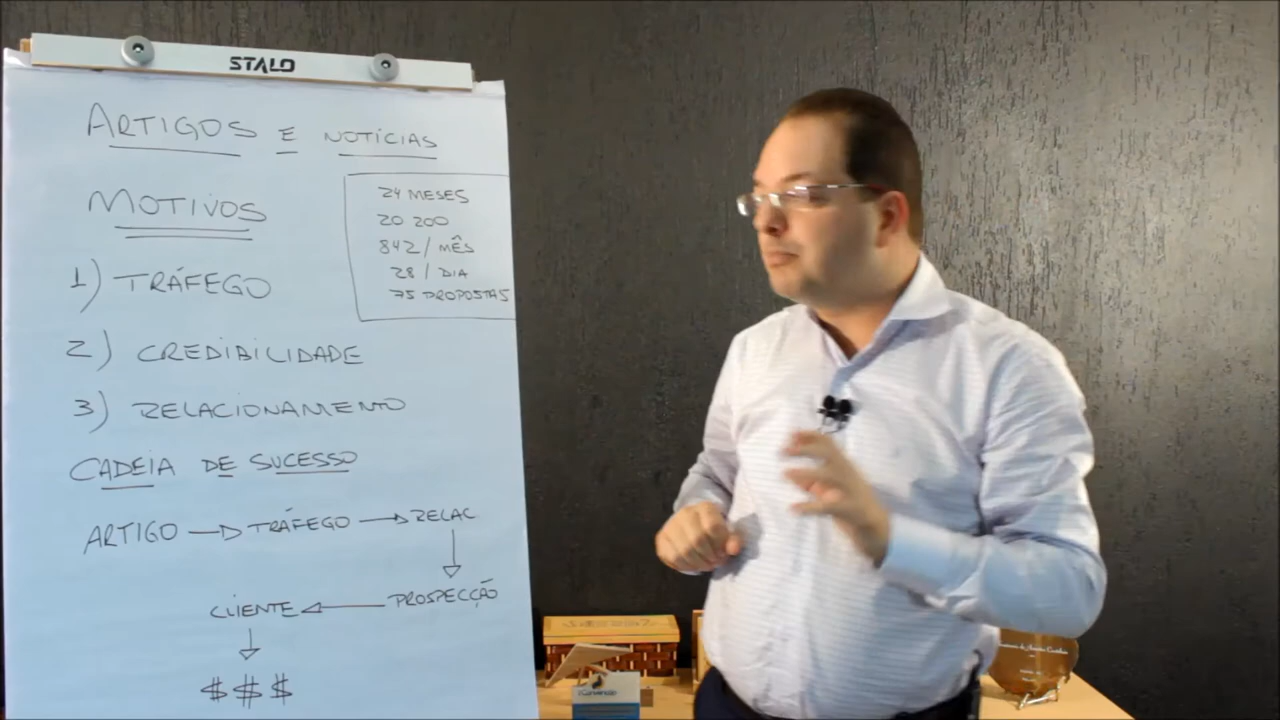 STALO
ARTIGOS E NOTÍCIAS
MOTIVOS
24 MESES
20 200
842 / MÊS
28 / DIA
75 PROPOSTAS
1) TRÁFEGO
2) CREDIBILIDADE
3) RELACIONAMENTO
CADEIA DE SUCESSO
ARTIGO → TRÁFEGO → RELAC
PROSPECÇÃO
CLIENTE
$$$